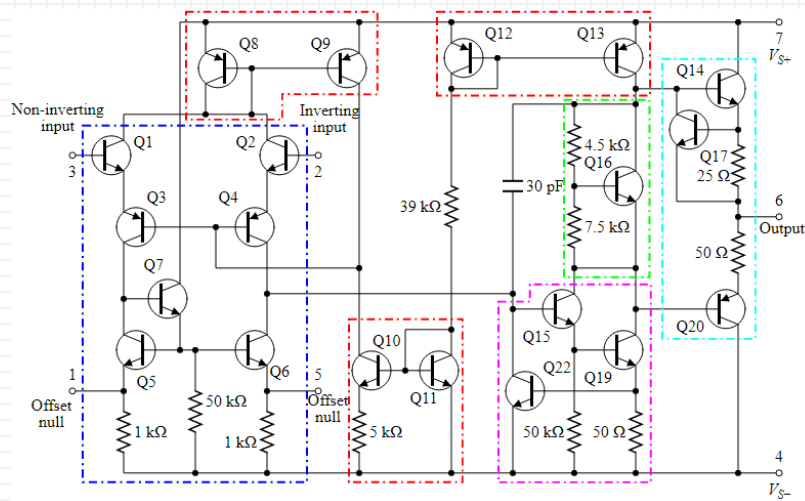 Q8
Q9
Q12
Q13
7
V_S+
Q14
Non-inverting
input
Inverting
input
Q1
Q2
3
2
4.5 kΩ
Q16
Q17
25 Ω
30 pF
Q3
Q4
39 kΩ
7.5 kΩ
6
Output
50 Ω
Q7
Q10
Q15
Q20
1
Q5
Q6
5
Q11
Q22
Q19
Offset
null
50 kΩ
Offset
null
1 kΩ
1 kΩ
5 kΩ
50 kΩ
50 Ω
4
V_S–